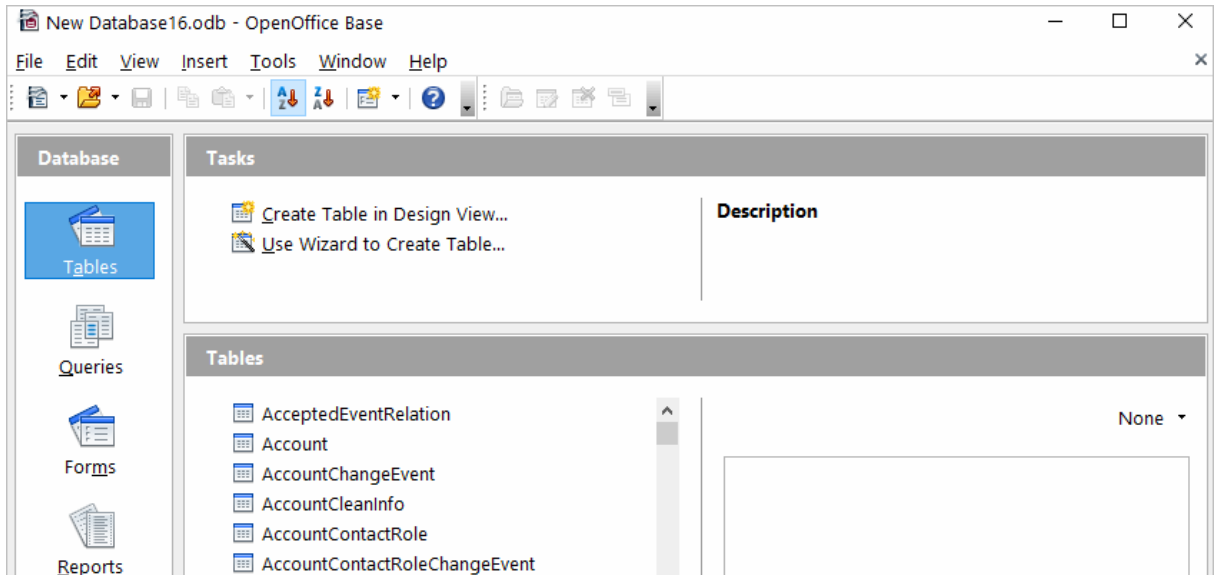 New Database16.odb - OpenOffice Base
File Edit View Insert Tools Window Help
Database
Tables
Queries
Forms
Reports
Tasks
Create Table in Design View...
Use Wizard to Create Table...
Description
Tables
AcceptedEventRelation
Account
AccountChangeEvent
AccountCleanInfo
AccountContactRole
AccountContactRoleChangeEvent
None